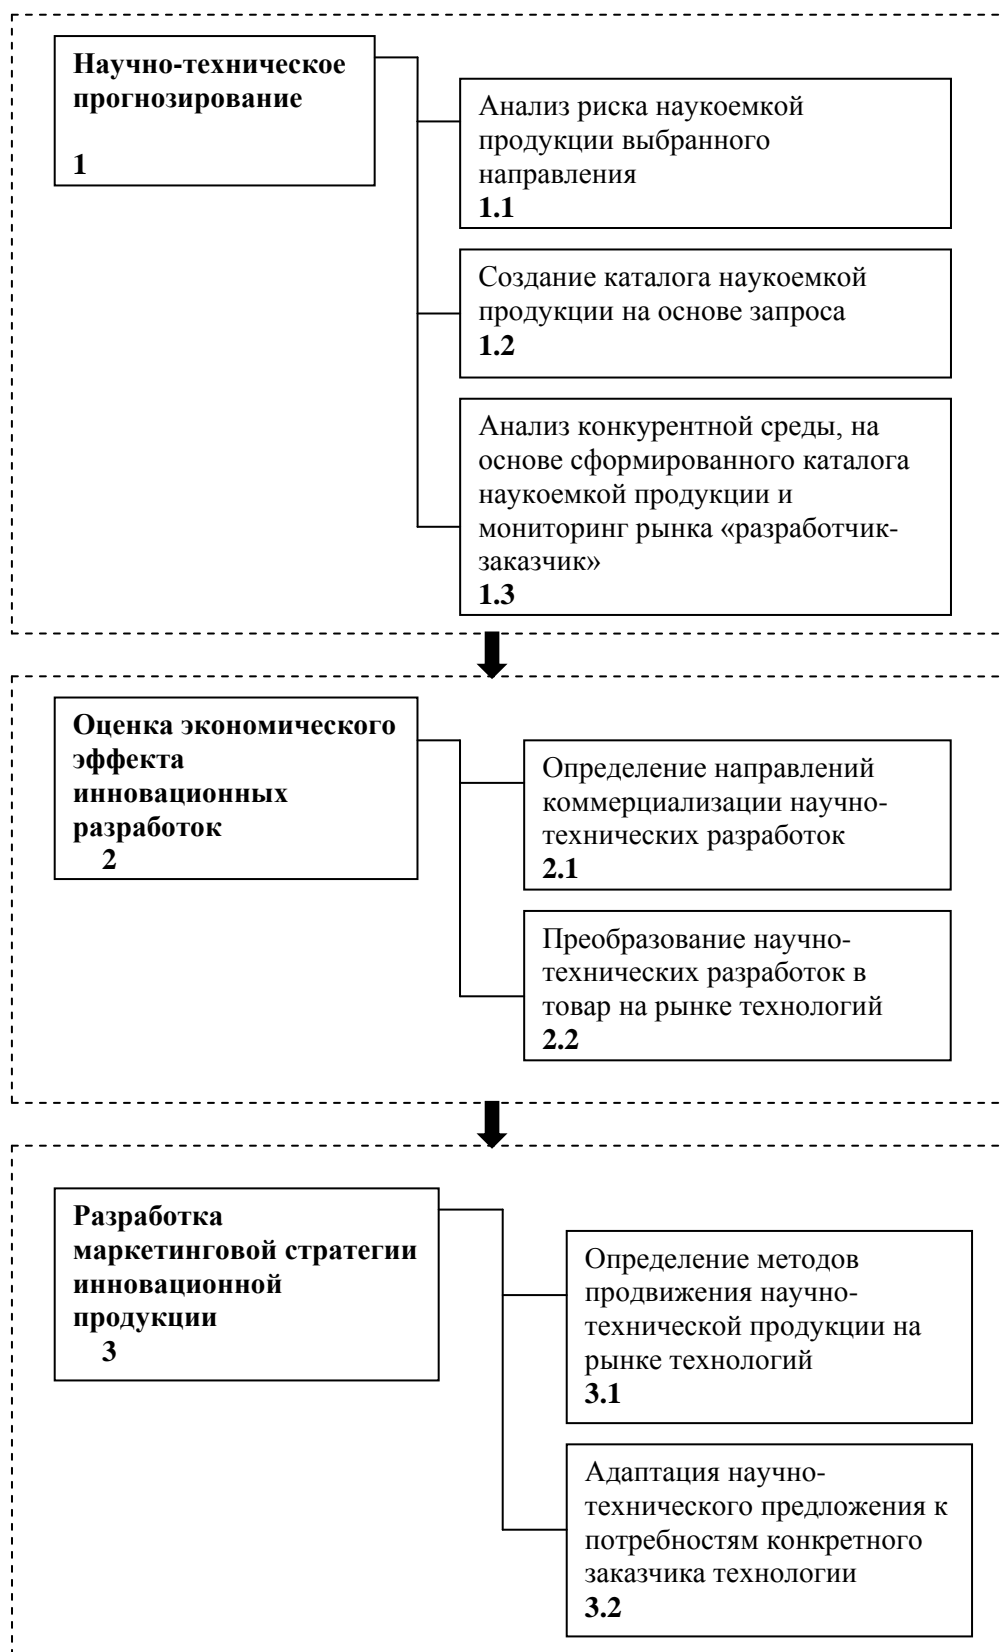 Научно-техническое
прогнозирование
1
Анализ риска наукоемкой
продукции выбранного
направления
1.1
Создание каталога наукоемкой
продукции на основе запроса
1.2
Анализ конкурентной среды, на
основе сформированного каталога
наукоемкой продукции и
мониторинг рынка «разработчик-
заказчик»
1.3
Оценка экономического
эффекта
инновационных
разработок
2
Определение направлений
коммерциализации научно-
технических разработок
2.1
Преобразование научно-
технических разработок в
товар на рынке технологий
2.2
Разработка
маркетинговой стратегии
инновационной
продукции
3
Определение методов
продвижения научно-
технической продукции на
рынке технологий
3.1
Адаптация научно-
технического предложения к
потребностям конкретного
заказчика технологии
3.2